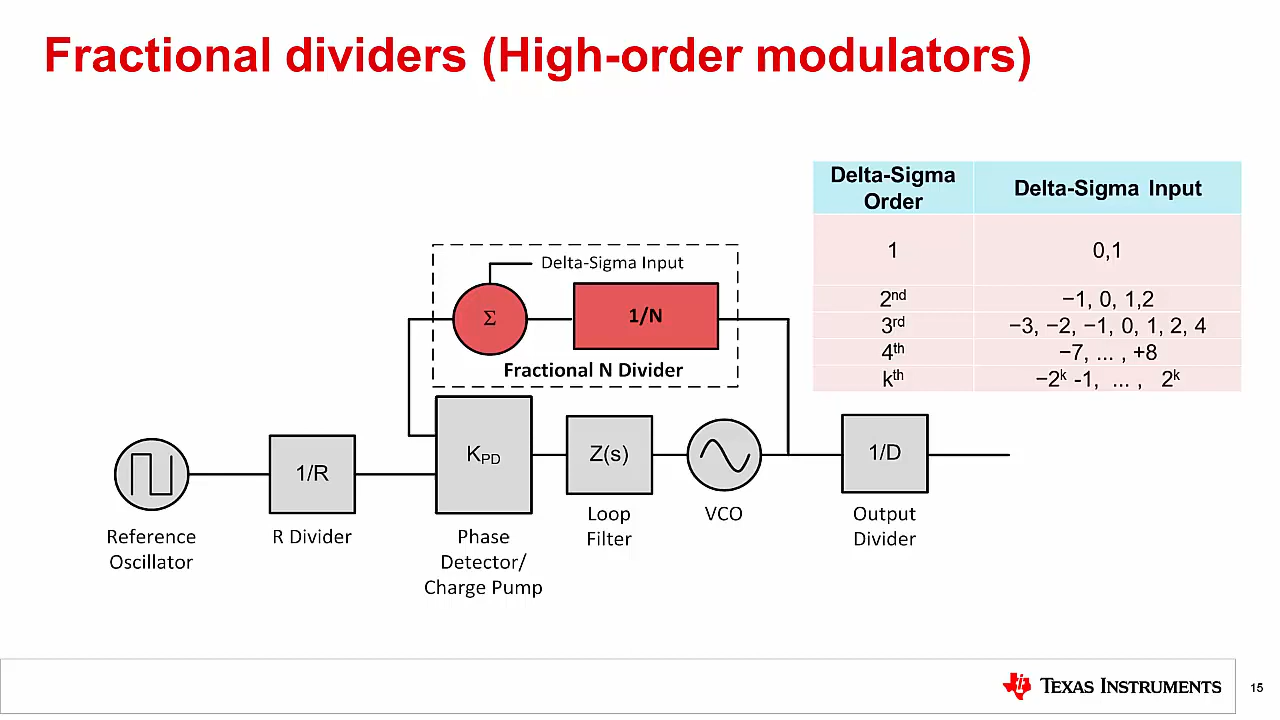 Fractional dividers (High-order modulators)
Delta-Sigma Order
Delta-Sigma Input
1
0,1
2nd
−1, 0, 1,2
3rd
−3, −2, −1, 0, 1, 2, 4
4th
−7, ... , +8
kth
−2k -1, ... , 2k
Delta-Sigma Input
Σ
1/N
Fractional N Divider
1/R
KPD
Z(s)
1/D
Reference
Oscillator
R Divider
Phase
Detector/
Charge Pump
Loop
Filter
VCO
Output
Divider
TEXAS INSTRUMENTS
15